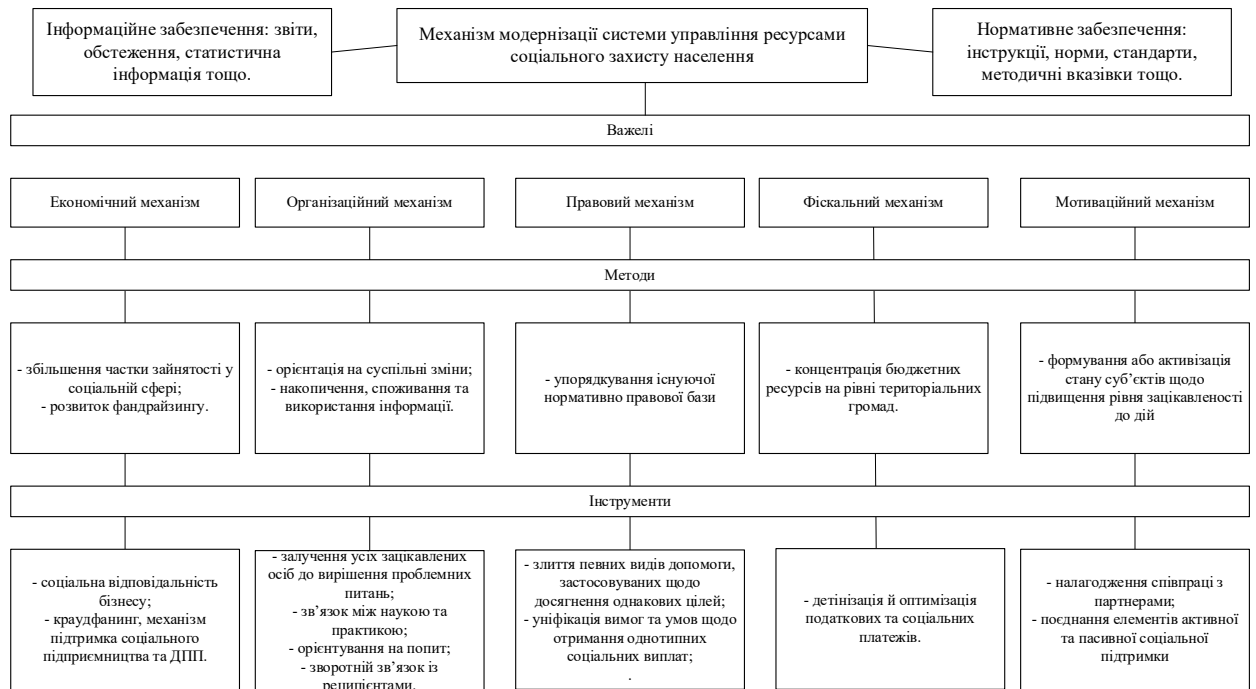 Інформаційне забезпечення: звіти,
обстеження, статистична
інформація тощо.
Механізм модернізації системи управління ресурсами
соціального захисту населення
Нормативне забезпечення:
інструкції, норми, стандарти,
методичні вказівки тощо.
Важелі
Економічний механізм
Організаційний механізм
Правовий механізм
Фіскальний механізм
Мотиваційний механізм
Методи
- збільшення частки зайнятості у
соціальній сфері;
- розвиток фандрайзингу.
- орієнтація на суспільні зміни;
- накопичення, споживання та
використання інформації.
- упорядкування існуючої
нормативно правової бази
- концентрація бюджетних
ресурсів на рівні територіальних
громад.
- формування або активізація
стану суб’єктів щодо
підвищення рівня зацікавленості
до дій
Інструменти
- соціальна відповідальність
бізнесу;
- краудфанинг, механізм
підтримка соціального
підприємництва та ДПП.
- залучення усіх зацікавлених
осіб до вирішення проблемних
питань;
- зв’язок між наукою та
практикою;
- орієнтування на попит;
- зворотній зв’язок із
реципієнтами.
- злиття певних видів допомоги,
застосовуваних щодо
досягнення однакових цілей;
- уніфікація вимог та умов щодо
отримання однотипних
соціальних виплат;
.
- детінізація й оптимізація
податкових та соціальних
платежів.
- налагодження співпраці з
партнерами;
- поєднання елементів активної
та пасивної соціальної
підтримки